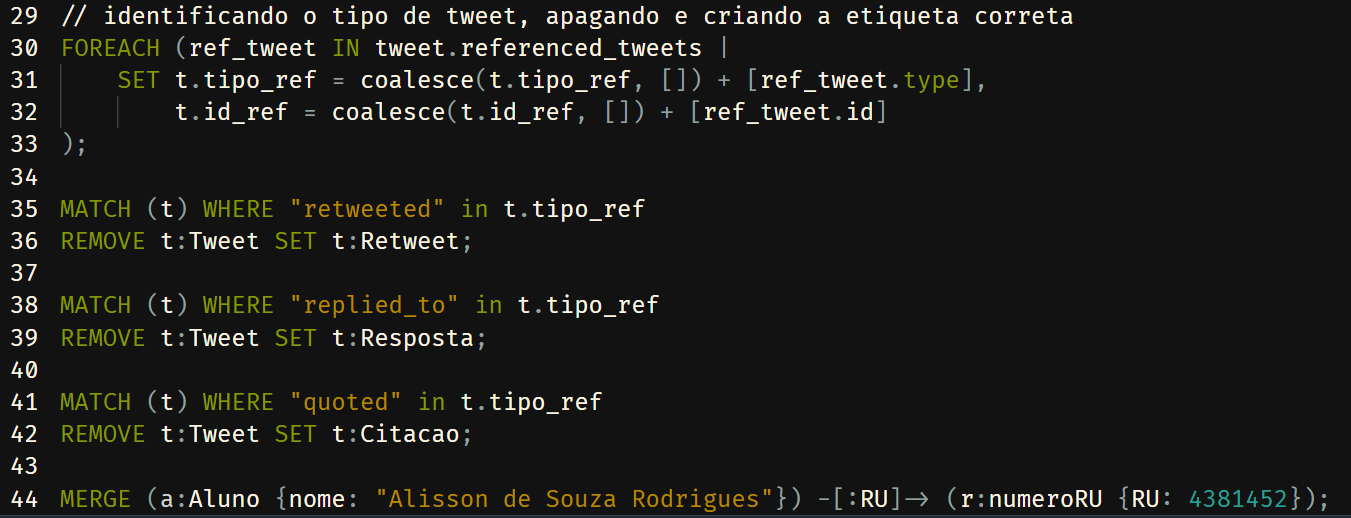 29 // identificando o tipo de tweet, apagando e criando a etiqueta correta
30 FOREACH (ref_tweet IN tweet.referenced_tweets |
31     SET t.tipo_ref = coalesce(t.tipo_ref, []) + [ref_tweet.type],
32         t.id_ref = coalesce(t.id_ref, []) + [ref_tweet.id]
33 );
34
35 MATCH (t) WHERE "retweeted" in t.tipo_ref
36 REMOVE t:Tweet SET t:Retweet;
37
38 MATCH (t) WHERE "replied_to" in t.tipo_ref
39 REMOVE t:Tweet SET t:Resposta;
40
41 MATCH (t) WHERE "quoted" in t.tipo_ref
42 REMOVE t:Tweet SET t:Citacao;
43
44 MERGE (a:Aluno {nome: "Alisson de Souza Rodrigues"}) -[:RU]-> (r:numeroRU {RU: 4381452});